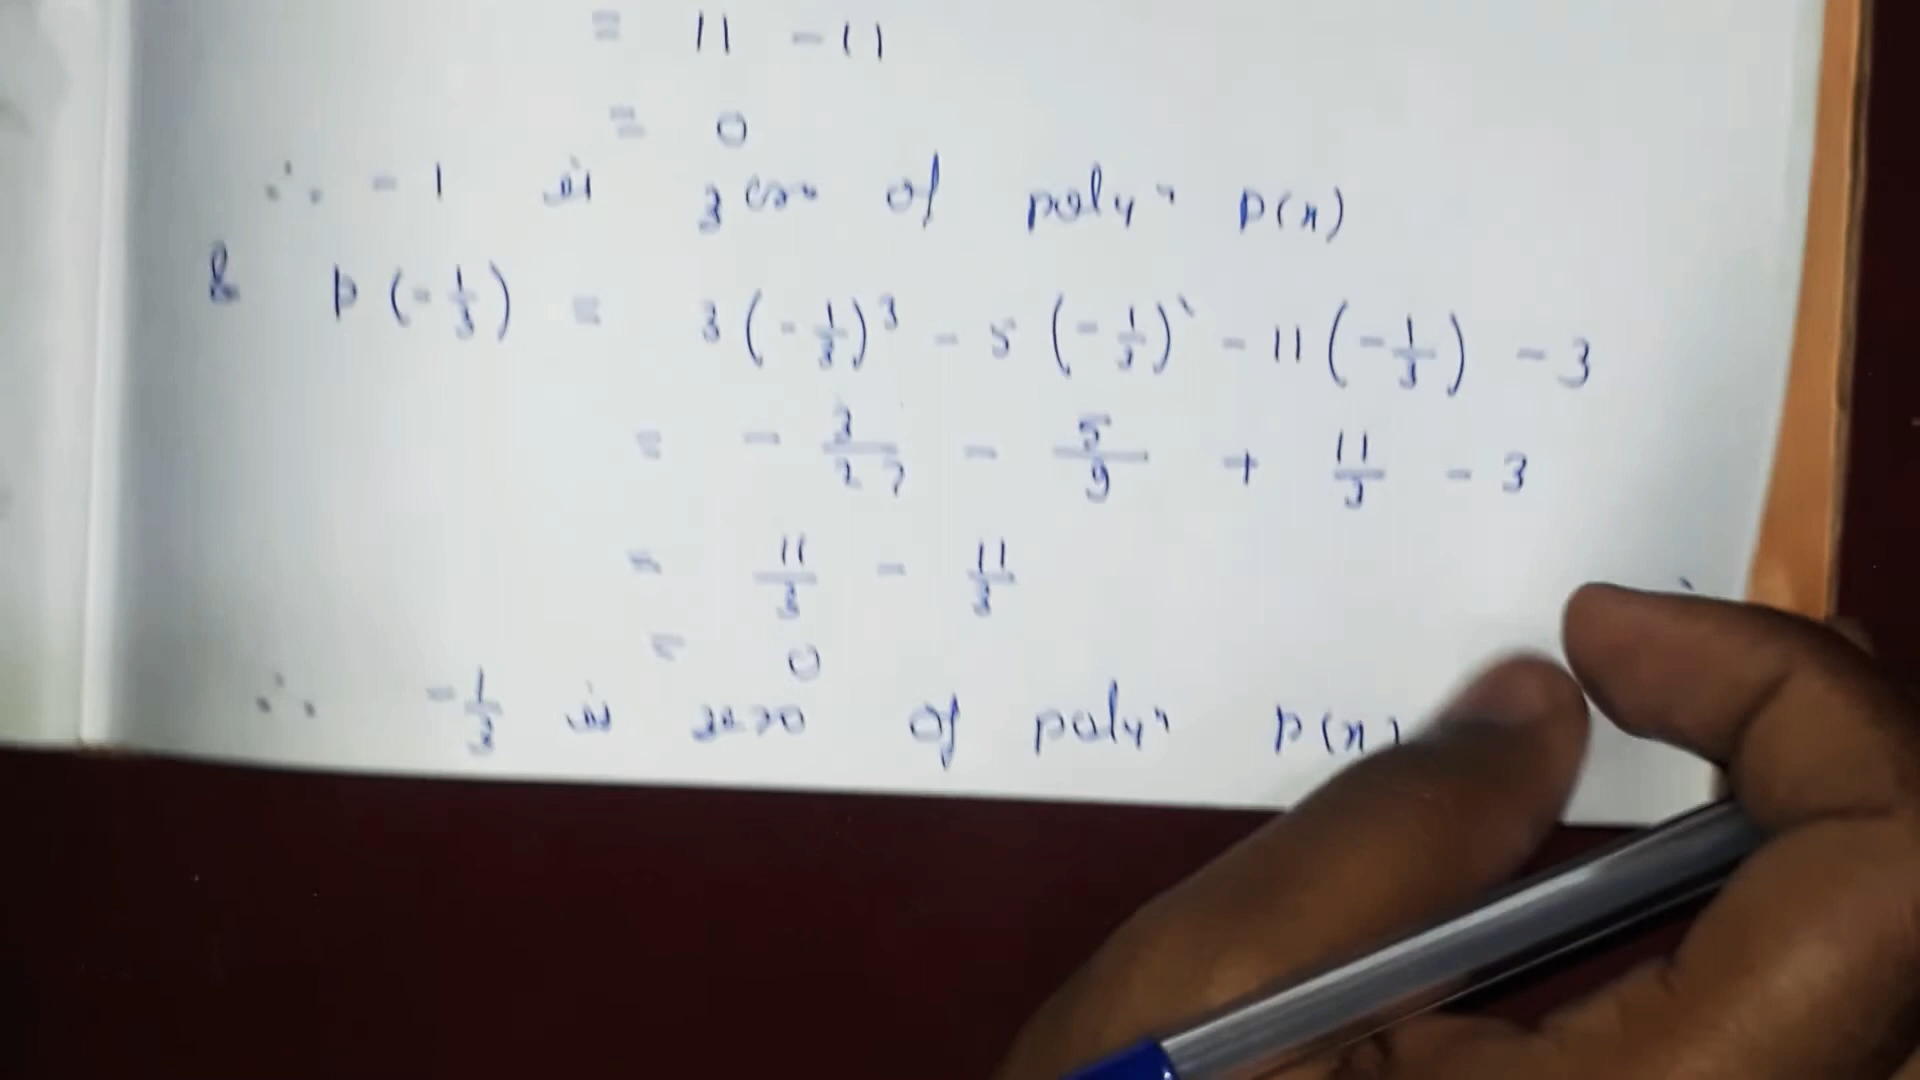 = 11 - 11
= 0
∴ -1 is zero of polyn p(x)
& p(-1/3) = 3(-1/3)³ - 5(-1/3)² - 11(-1/3) - 3
= - 3/27 - 5/9 + 11/3 - 3
= 11/3 - 11/3
= 0
∴ -1/3 is zero of polyn p(x)